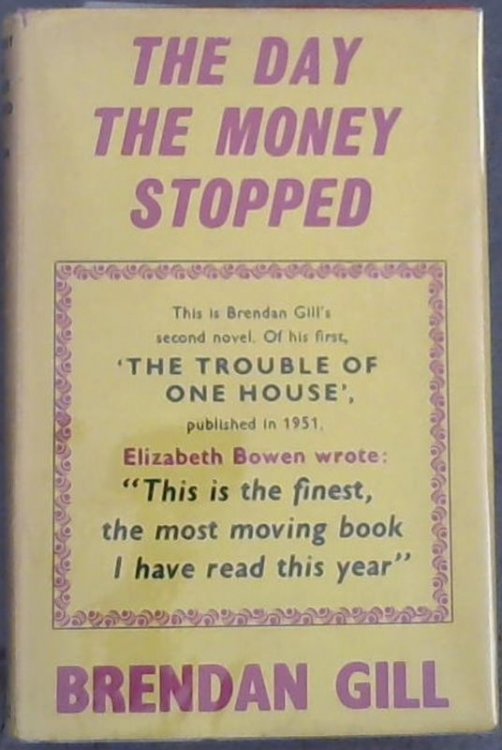 THE DAY
THE MONEY
STOPPED
This is Brendan Gill's
second novel. Of his first,
'THE TROUBLE OF
ONE HOUSE',
published in 1951,
Elizabeth Bowen wrote:
"This is the finest,
the most moving book
I have read this year"
BRENDAN GILL